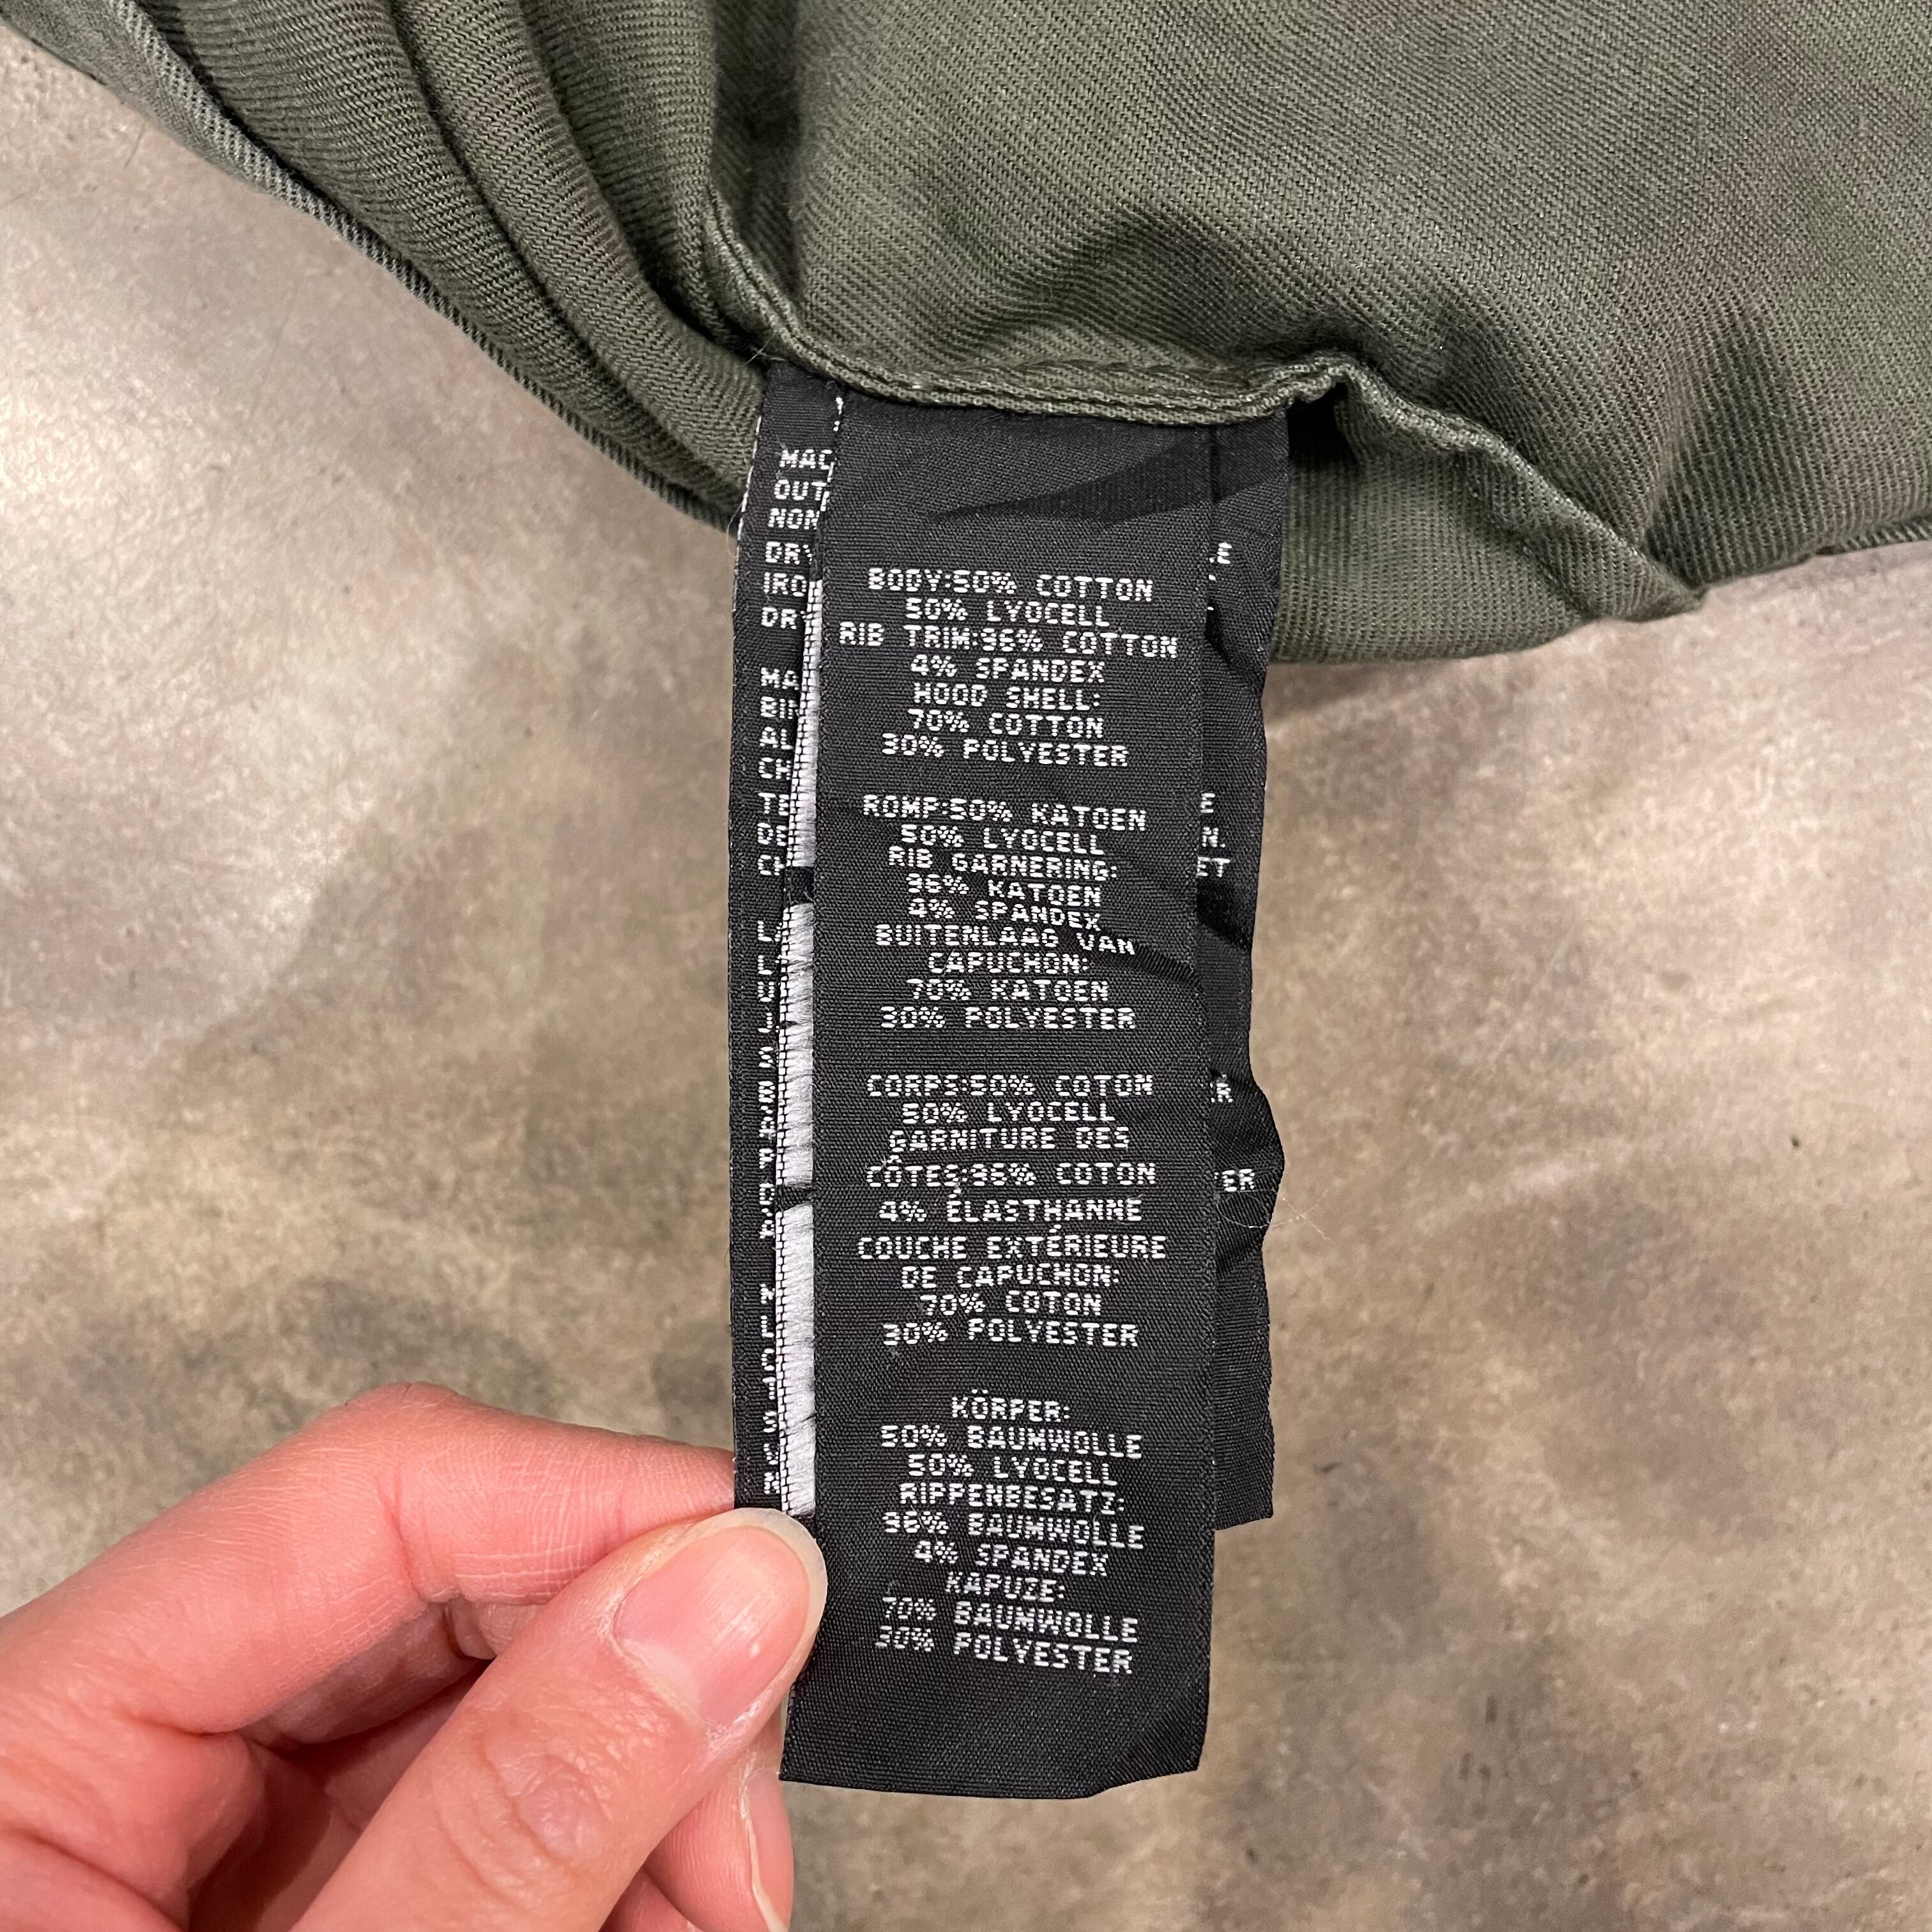 BODY:50% COTTON
50% LYOCELL
RIB TRIM:96% COTTON
4% SPANDEX
HOOD SHELL:
70% COTTON
30% POLYESTER
ROMP:50% KATOEN
50% LYOCELL
RIB GARNERING:
96% KATOEN
4% SPANDEX
BUITENLAAG VAN
CAPUCHON:
70% KATOEN
30% POLYESTER
CORPS:50% COTON
50% LYOCELL
GARNITURE DES
CÔTES:96% COTON
4% ÉLASTHANNE
COUCHE EXTÉRIEURE
DE CAPUCHON:
70% COTON
30% POLYESTER
KÖRPER:
50% BAUMWOLLE
50% LYOCELL
RIPPENBESATZ:
96% BAUMWOLLE
4% SPANDEX
KAPUZE:
70% BAUMWOLLE
30% POLYESTER